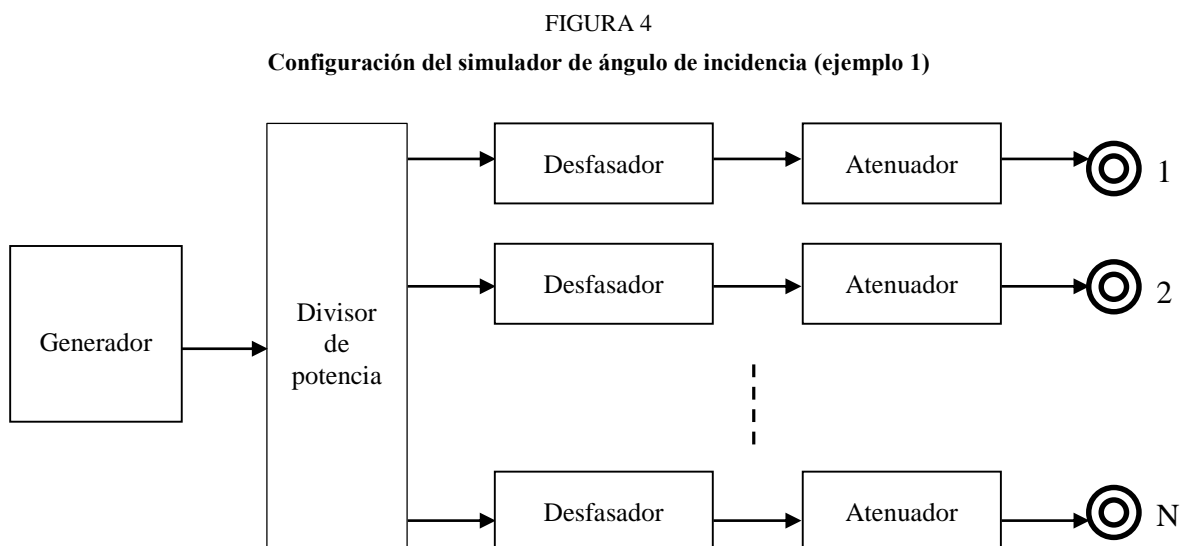 FIGURA 4
Configuración del simulador de ángulo de incidencia (ejemplo 1)
Desfasador
Atenuador
1
Desfasador
Atenuador
2
Generador
Divisor
de
potencia
Desfasador
Atenuador
N